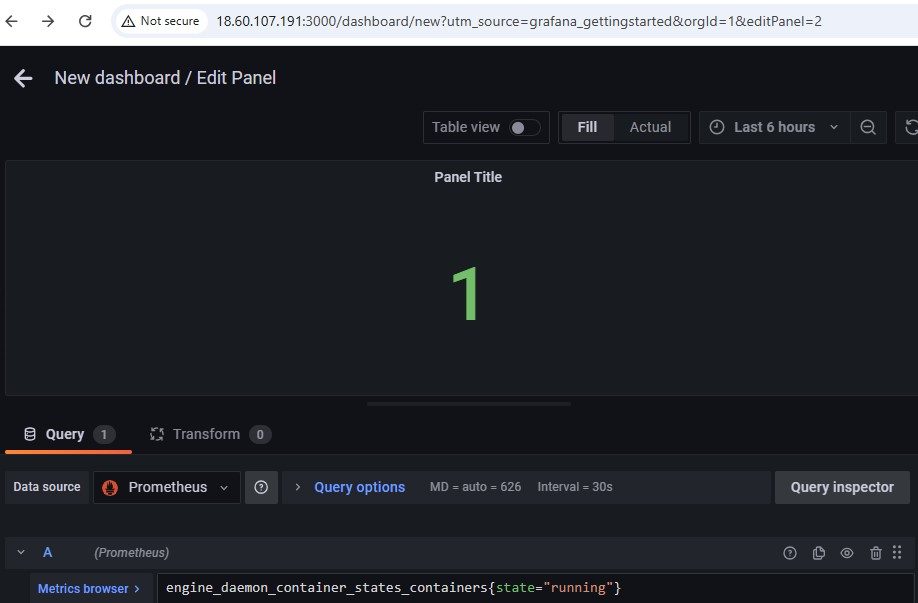 Not secure 18.60.107.191:3000/dashboard/new?utm_source=grafana_gettingstarted&orgId=1&editPanel=2
New dashboard / Edit Panel
Table view Fill Actual Last 6 hours
Panel Title
1
Query 1 Transform 0
Data source Prometheus Query options MD = auto = 626 Interval = 30s Query inspector
A (Prometheus)
Metrics browser > engine_daemon_container_states_containers{state="running"}